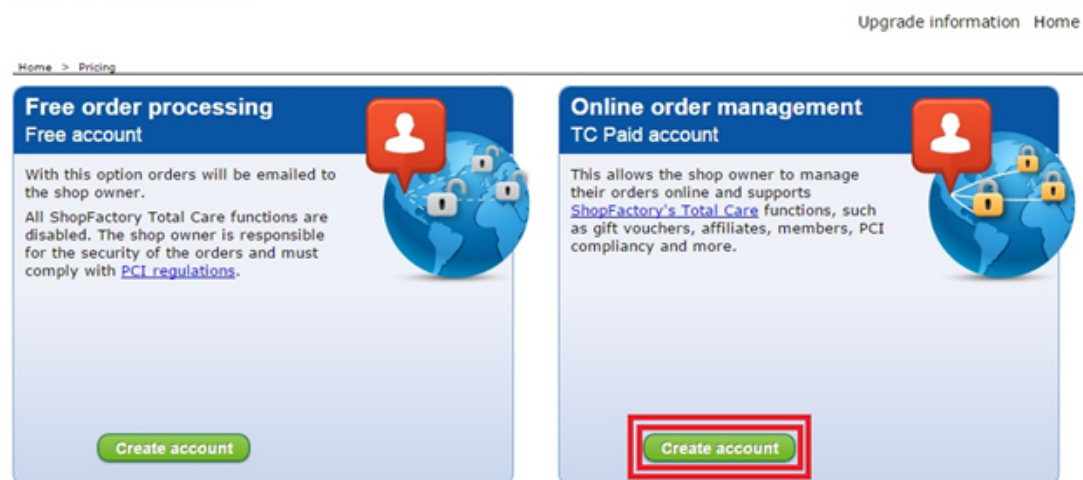 Upgrade information Home
Home > Pricing
Free order processing
Free account
With this option orders will be emailed to
the shop owner.
All ShopFactory Total Care functions are
disabled. The shop owner is responsible
for the security of the orders and must
comply with PCI regulations.
Create account
Online order management
TC Paid account
This allows the shop owner to manage
their orders online and supports
ShopFactory's Total Care functions, such
as gift vouchers, affiliates, members, PCI
compliancy and more.
Create account